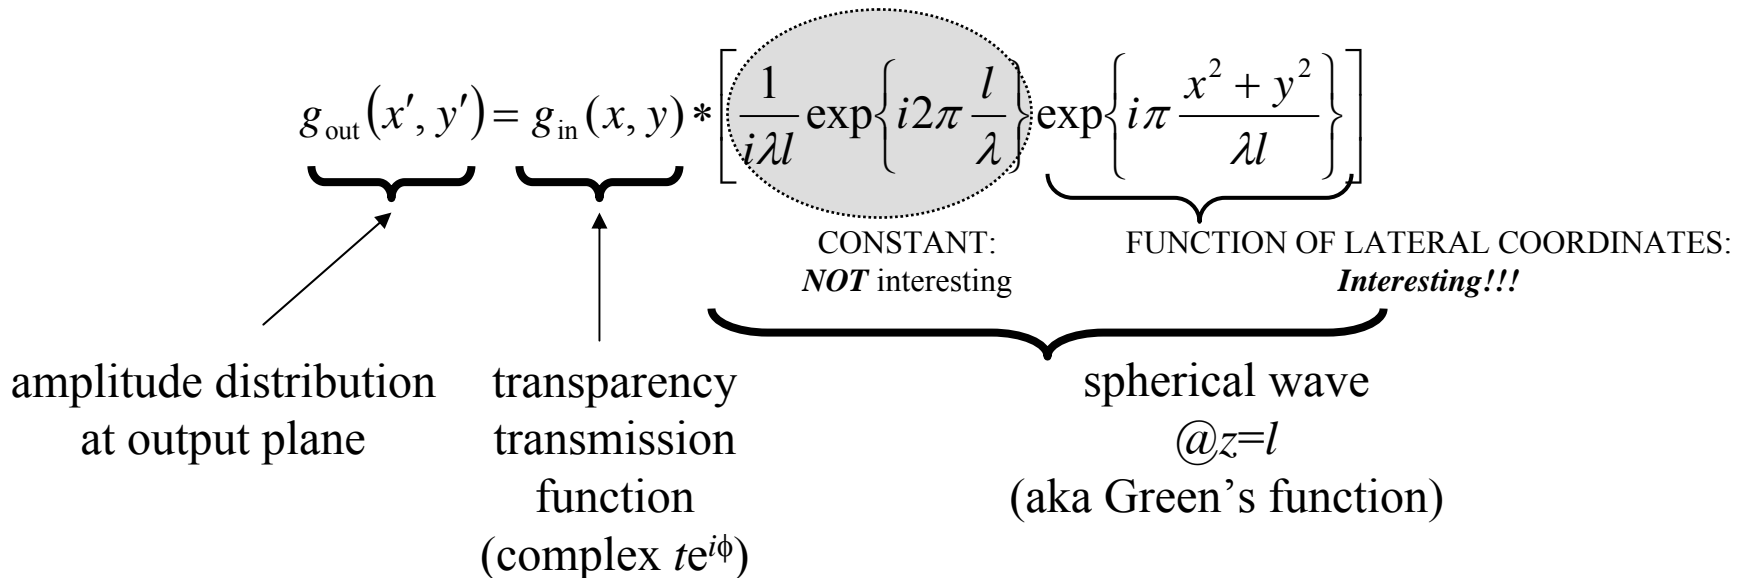 g_out(x′, y′) = g_in(x, y) * [ 1/(iλl) exp{ i2π l/λ } exp{ iπ (x² + y²)/(λl) } ]
CONSTANT:
NOT interesting
FUNCTION OF LATERAL COORDINATES:
Interesting!!!
amplitude distribution
at output plane
transparency
transmission
function
(complex te^{iϕ})
spherical wave
@z=l
(aka Green’s function)